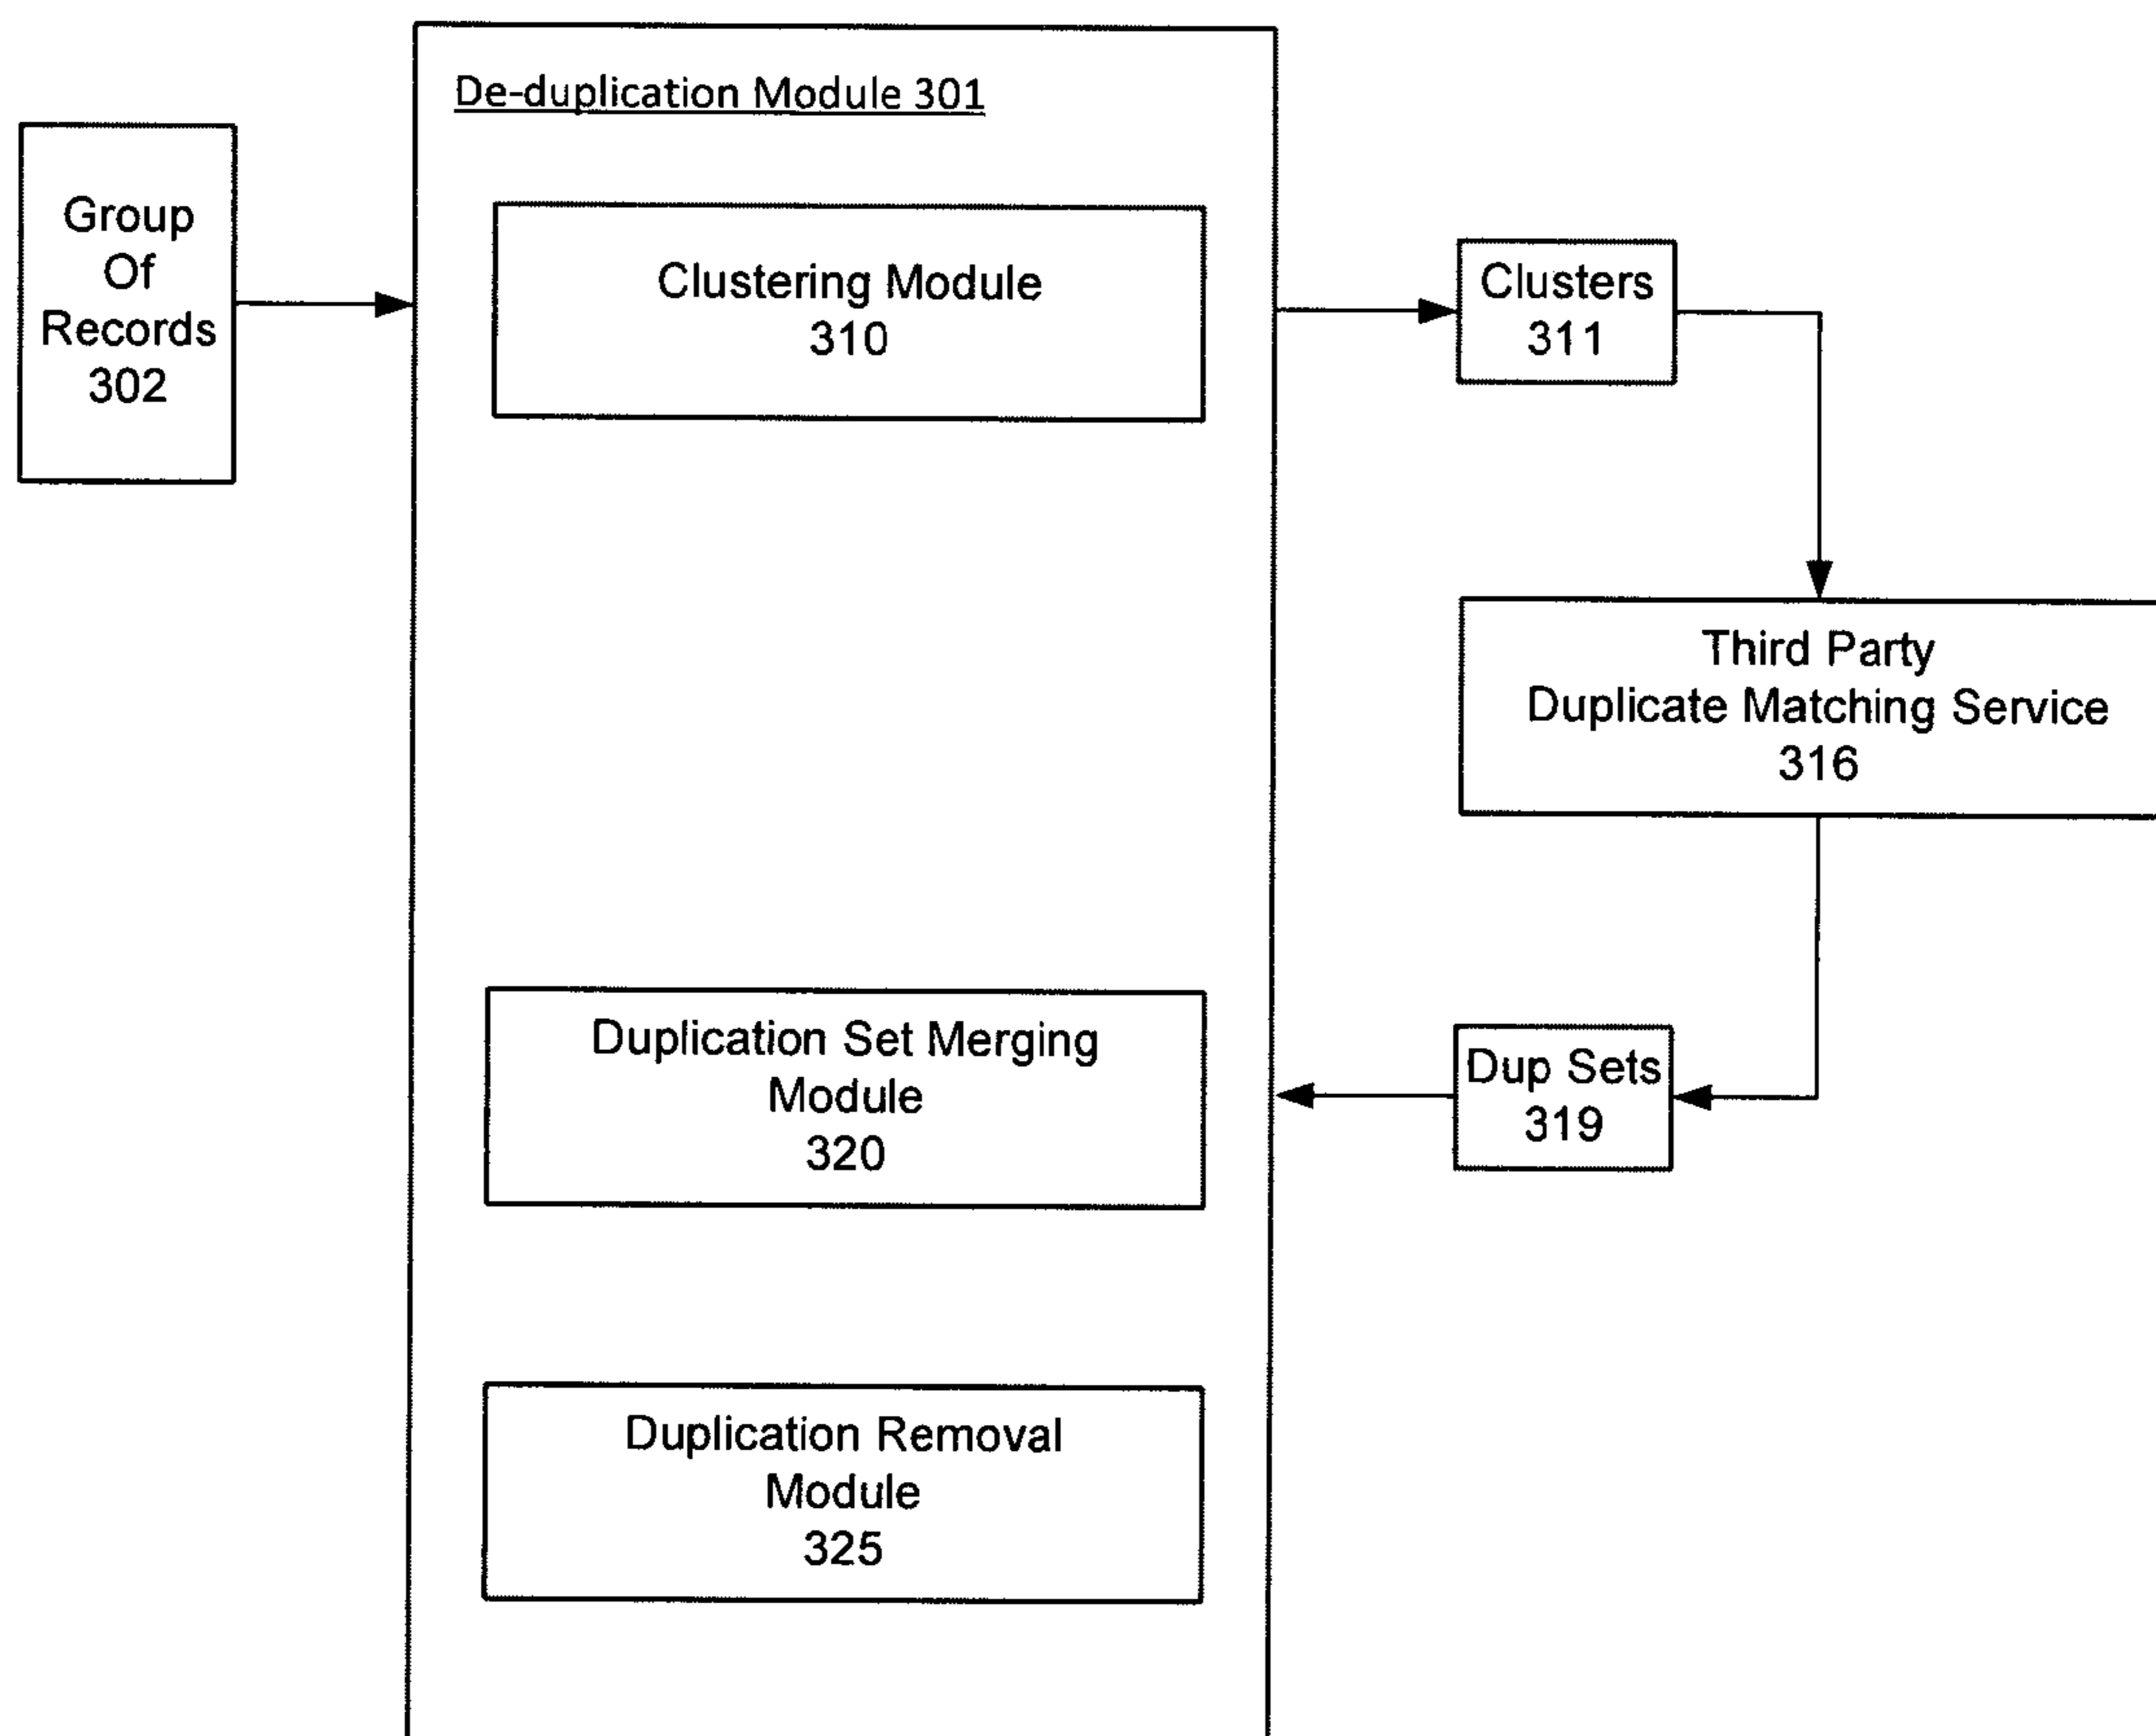 De-duplication Module 301
Group
Of
Records
302
Clustering Module
310
Clusters
311
Third Party
Duplicate Matching Service
316
Duplication Set Merging
Module
320
Dup Sets
319
Duplication Removal
Module
325